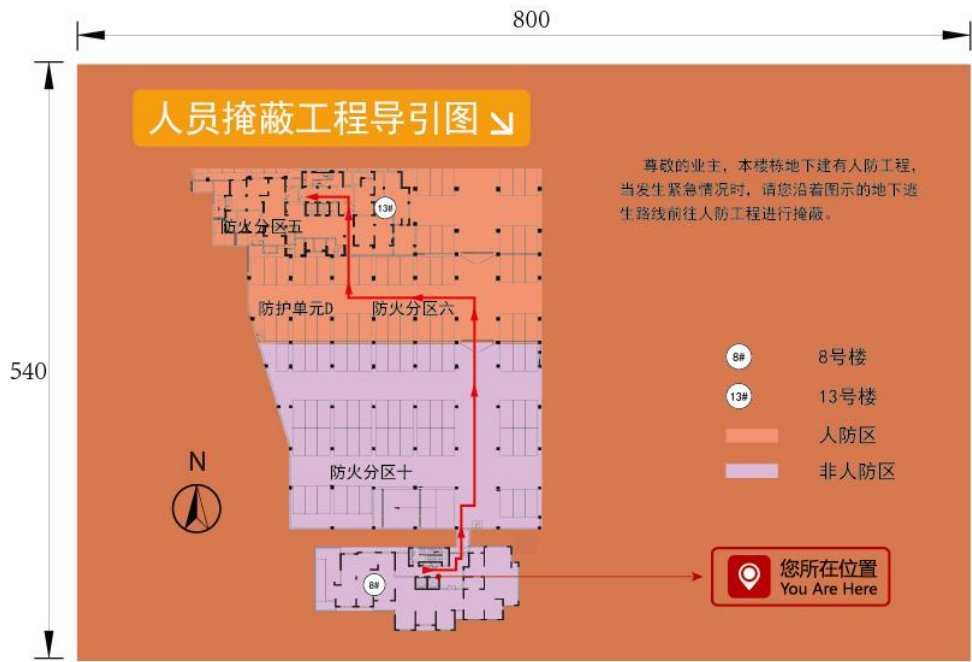 800
540
人员掩蔽工程导引图
尊敬的业主，本楼栋地下建有人防工程，
当发生紧急情况时，请您沿着图示的地下逃
生路线前往人防工程进行掩蔽。
13#
防火分区五
防护单元D
防火分区六
防火分区十
8#
N
8# 8号楼
13# 13号楼
人防区
非人防区
您所在位置
You Are Here